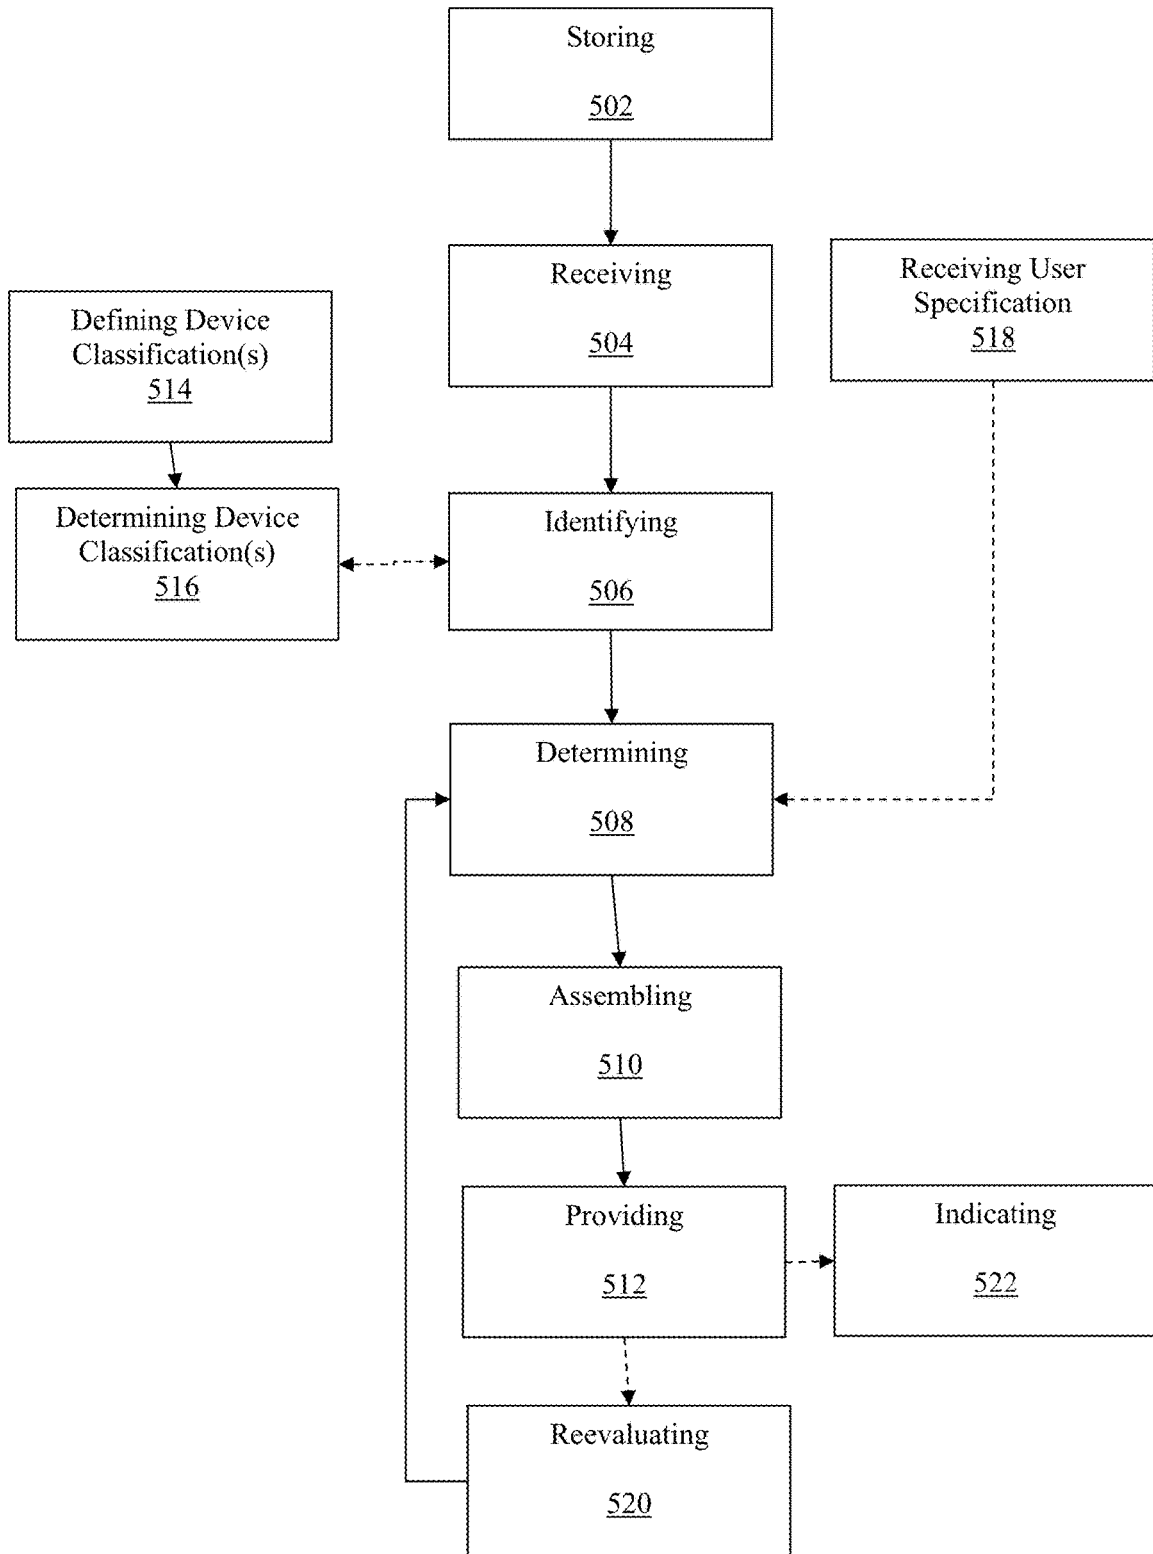 Storing
502
Receiving
504
Receiving User
Specification
518
Defining Device
Classification(s)
514
Determining Device
Classification(s)
516
Identifying
506
Determining
508
Assembling
510
Providing
512
Indicating
522
Reevaluating
520